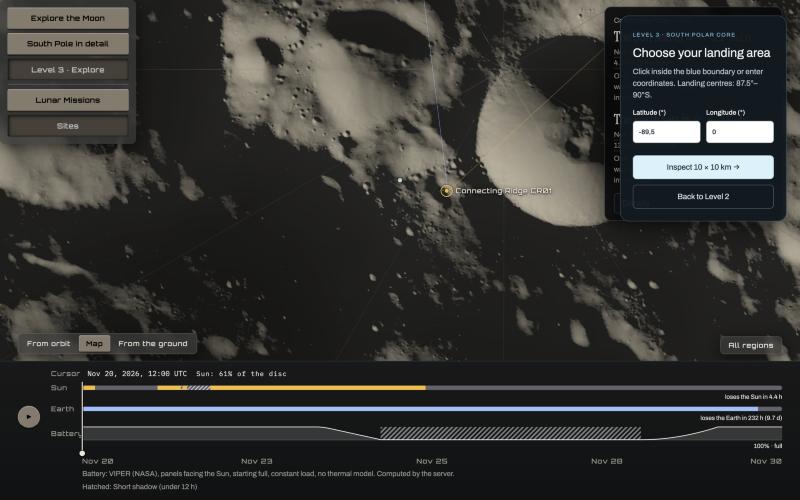 Explore the Moon
South Pole in detail
Level 3 · Explore
Lunar Missions
Sites
Connecting Ridge CR01
LEVEL 3 · SOUTH POLAR CORE
Choose your landing area
Click inside the blue boundary or enter
coordinates. Landing centres: 87.5°–
90°S.
Latitude (°)
Longitude (°)
-89,5
0
Inspect 10 × 10 km →
Back to Level 2
From orbit
Map
From the ground
All regions
Cursor Nov 20, 2026, 12:00 UTC Sun: 61% of the disc
Sun
loses the Sun in 4.4 h
Earth
loses the Earth in 232 h (9.7 d)
Battery
100% · full
Nov 20
Nov 23
Nov 25
Nov 28
Nov 30
Battery: VIPER (NASA), panels facing the Sun, starting full, constant load, no thermal model. Computed by the server.
Hatched: Short shadow (under 12 h)